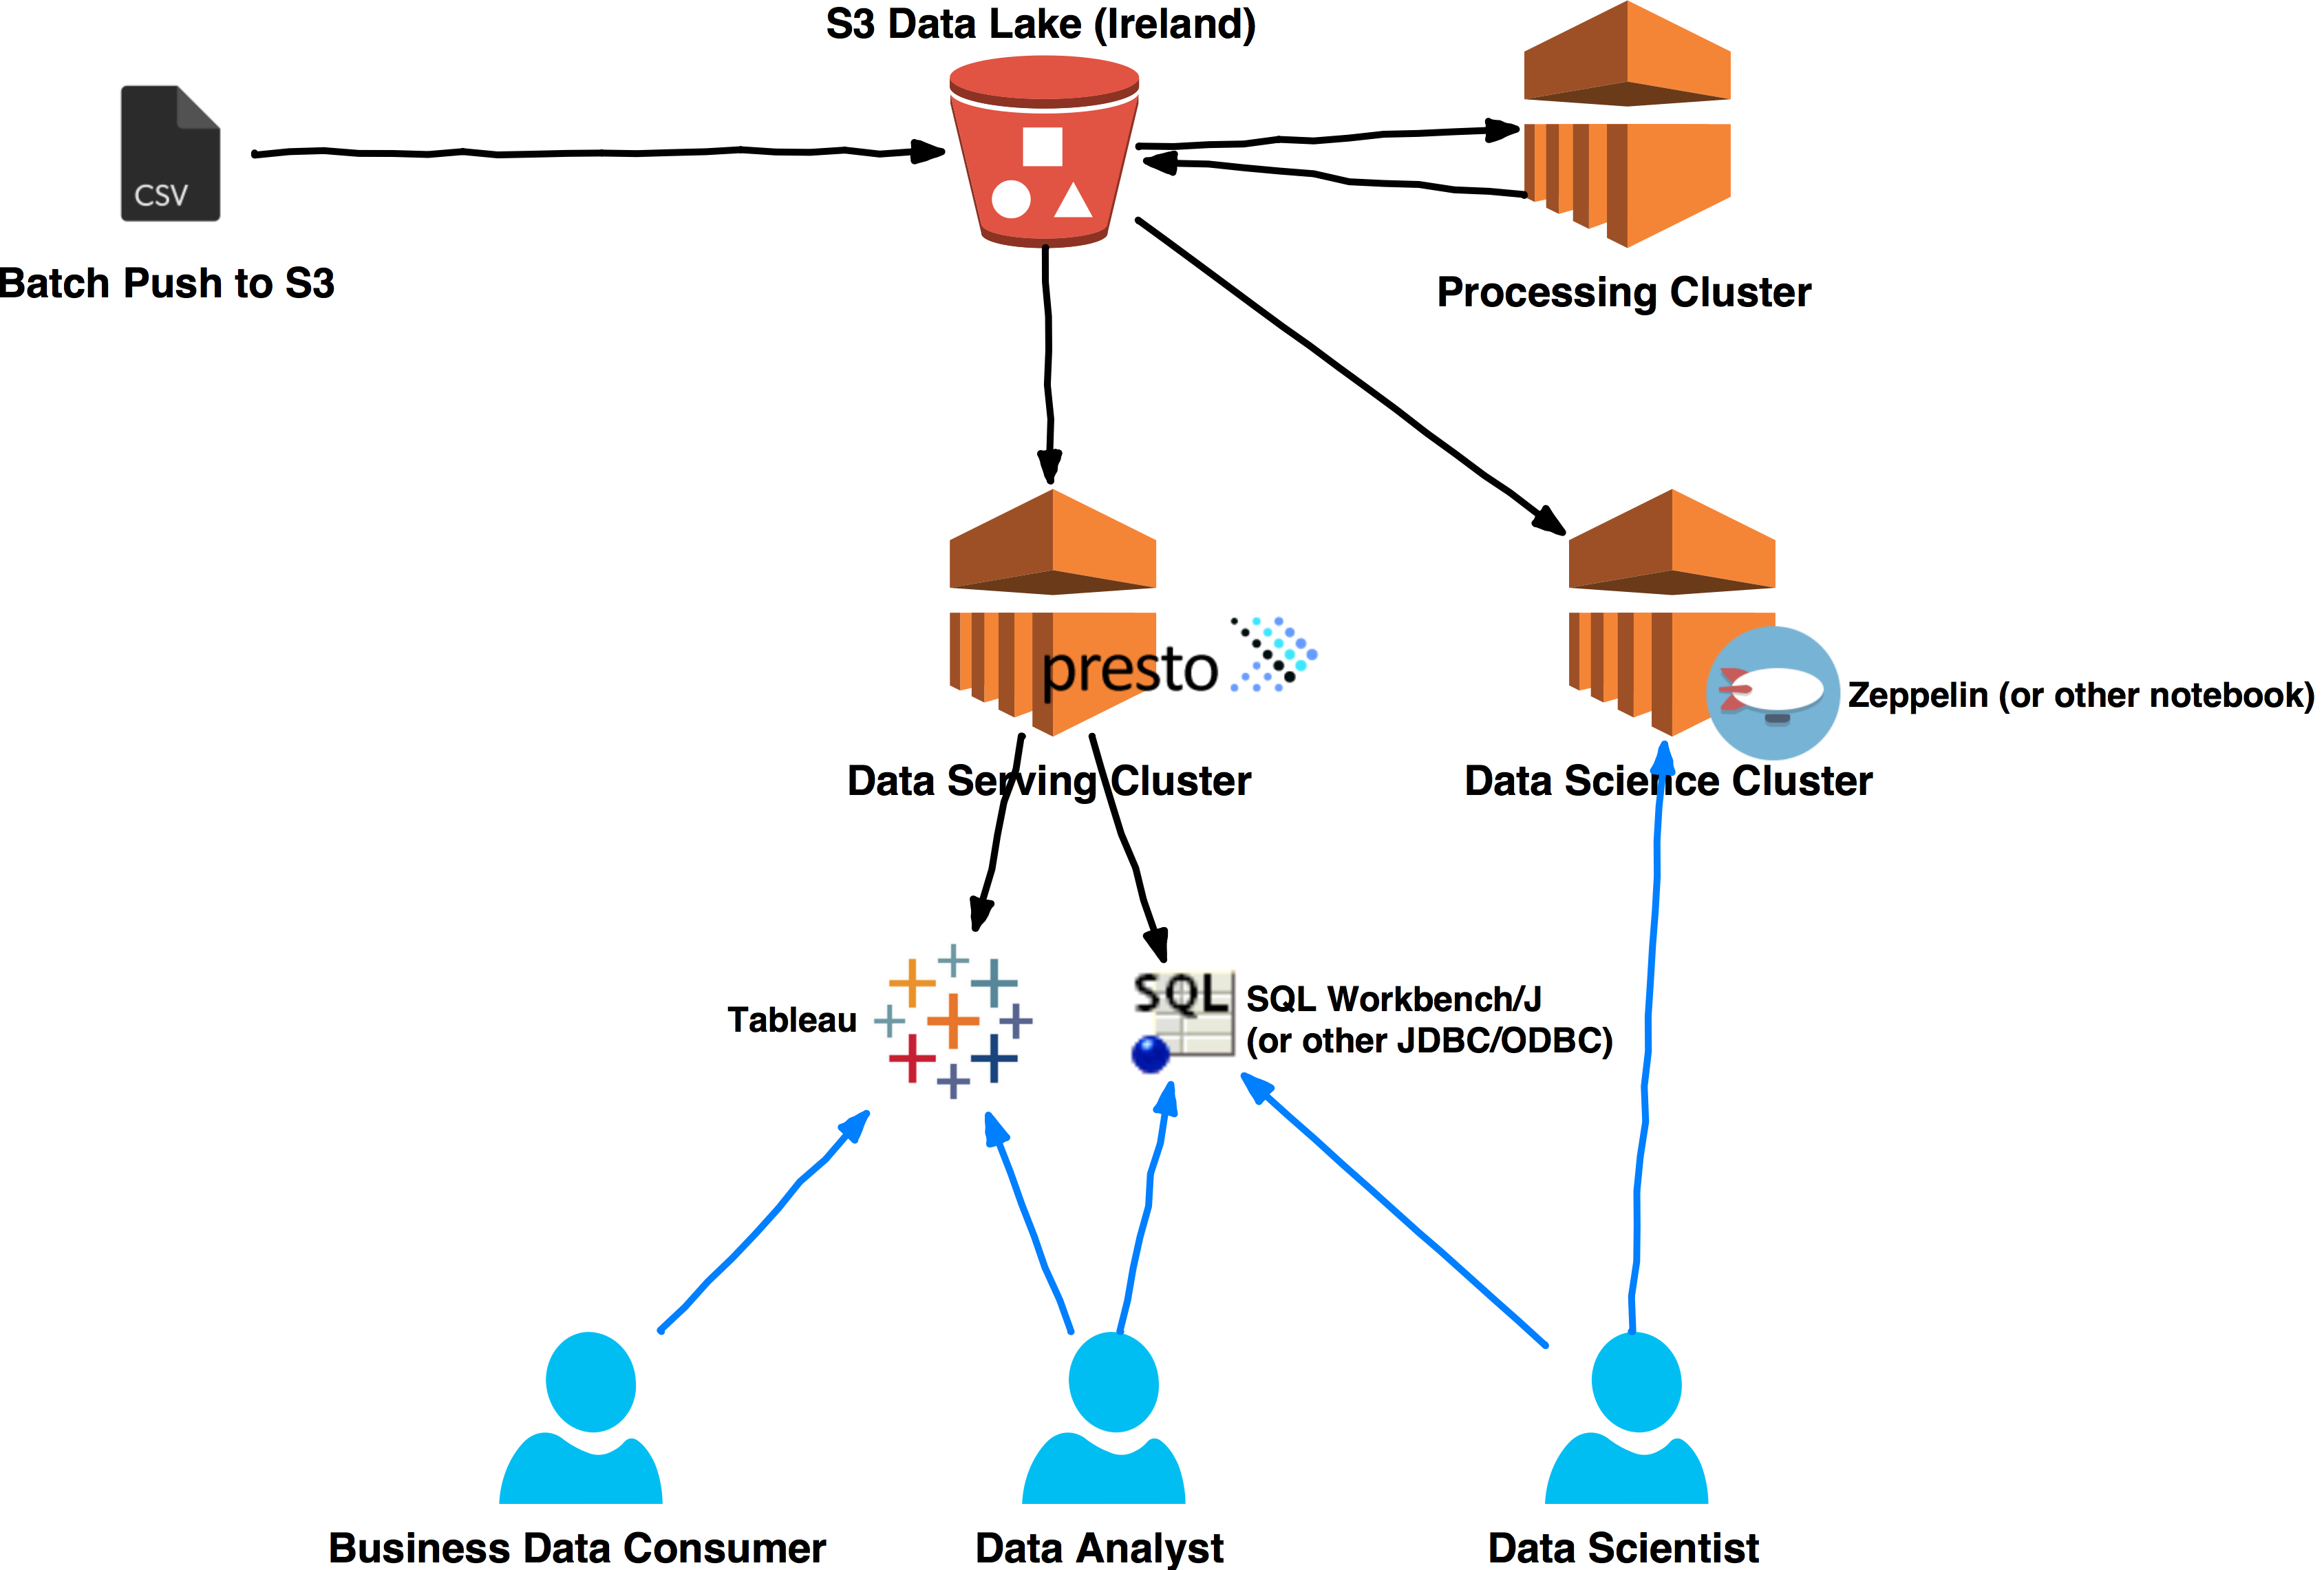 S3 Data Lake (Ireland)
CSV
Batch Push to S3
Processing Cluster
presto
Zeppelin (or other notebook)
Data Serving Cluster
Data Science Cluster
Tableau
SQL
SQL Workbench/J
(or other JDBC/ODBC)
Business Data Consumer
Data Analyst
Data Scientist